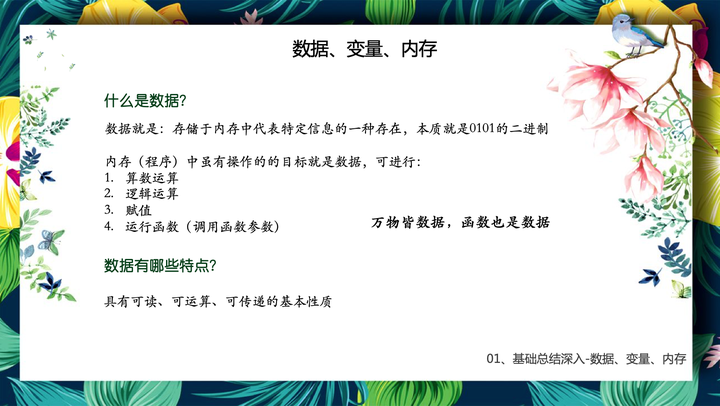 数据、变量、内存
什么是数据?
数据就是：存储于内存中代表特定信息的一种存在，本质就是0101的二进制
内存（程序）中虽有操作的的目标就是数据，可进行：
1. 算数运算
2. 逻辑运算
3. 赋值
4. 运行函数（调用函数参数）
万物皆数据，函数也是数据
数据有哪些特点?
具有可读、可运算、可传递的基本性质
01、基础总结深入-数据、变量、内存